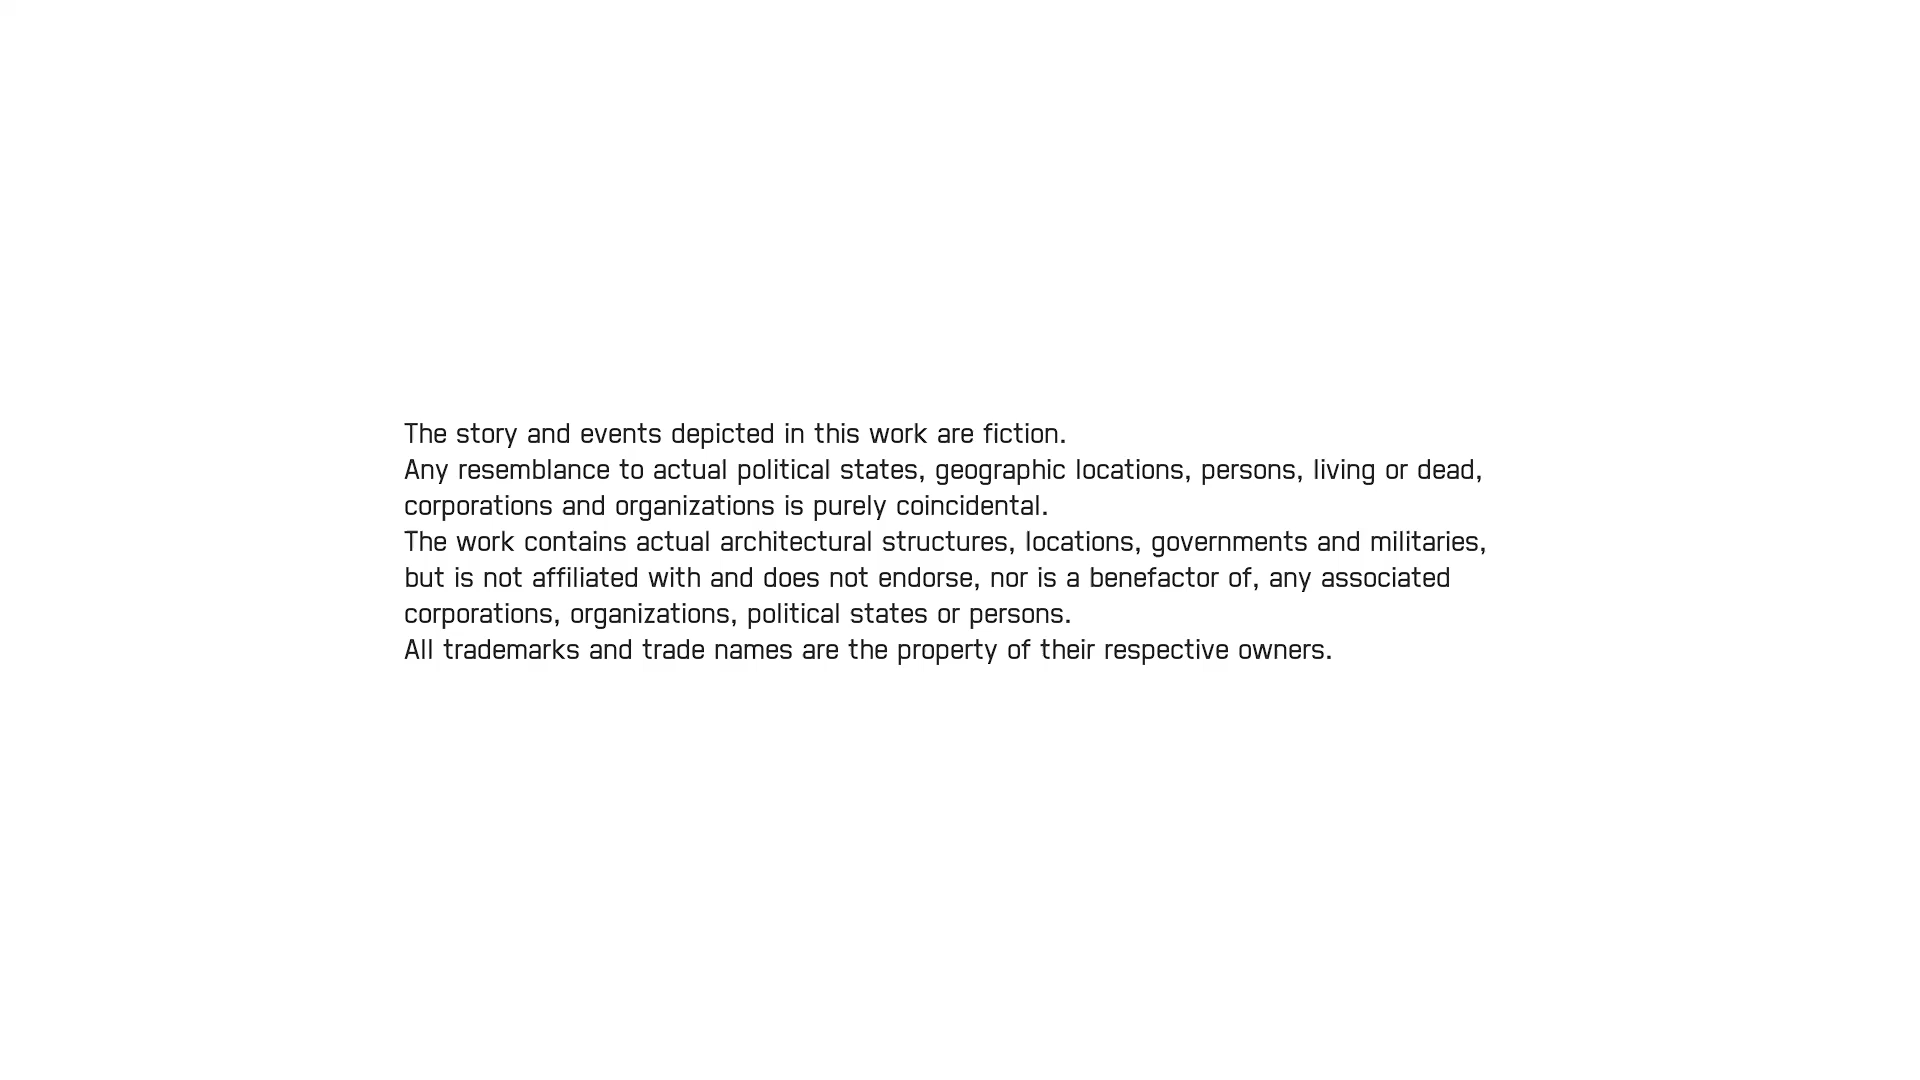 The story and events depicted in this work are fiction.
Any resemblance to actual political states, geographic locations, persons, living or dead,
corporations and organizations is purely coincidental.
The work contains actual architectural structures, locations, governments and militaries,
but is not affiliated with and does not endorse, nor is a benefactor of, any associated
corporations, organizations, political states or persons.
All trademarks and trade names are the property of their respective owners.